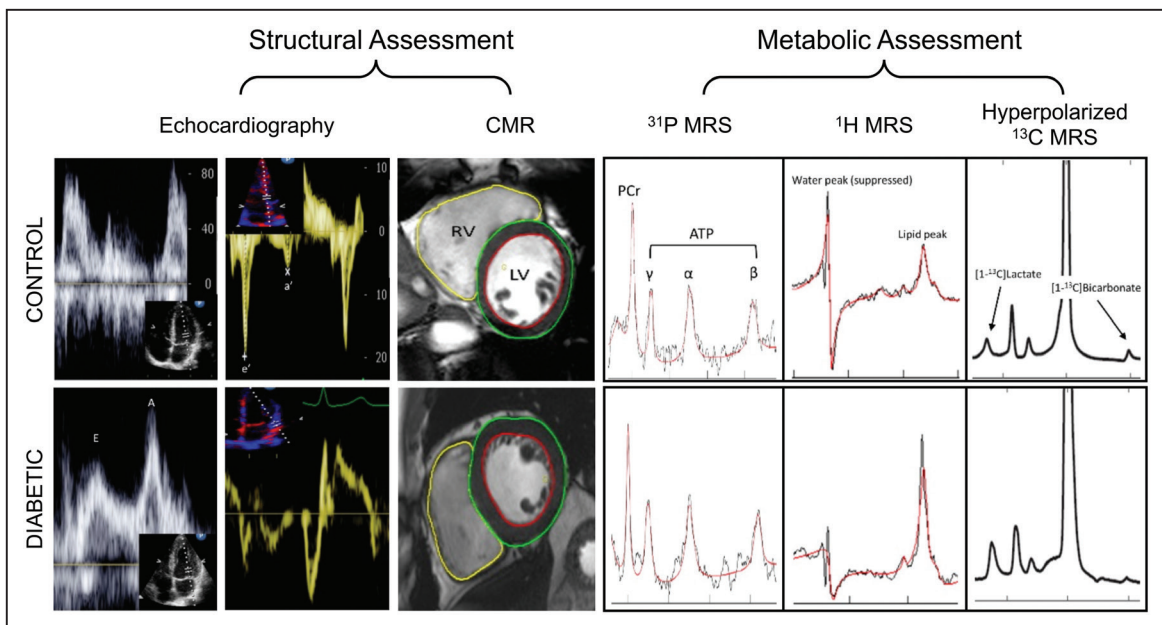 Structural Assessment
Metabolic Assessment
Echocardiography
CMR
³¹P MRS
¹H MRS
Hyperpolarized
¹³C MRS
CONTROL
80
40
0
10
0
10
20
a'
e'
RV
LV
PCr
ATP
γ
α
β
Water peak (suppressed)
Lipid peak
[1-¹³C]Lactate
[1-¹³C]Bicarbonate
DIABETIC
E
A